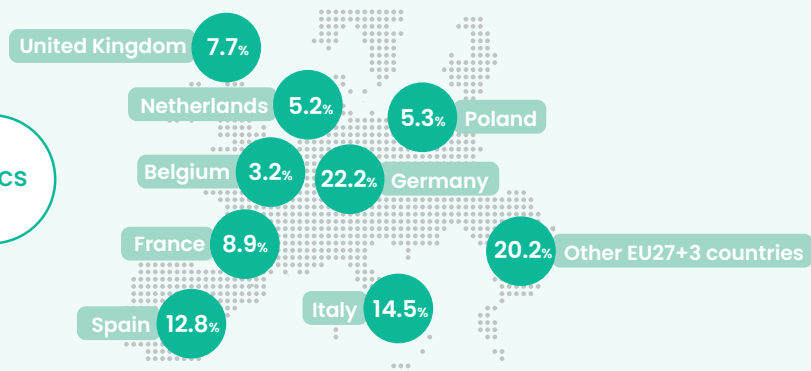 United Kingdom 7.7%
Netherlands 5.2%
5.3% Poland
Belgium 3.2%
22.2% Germany
CS
France 8.9%
20.2% Other EU27+3 countries
Italy 14.5%
Spain 12.8%